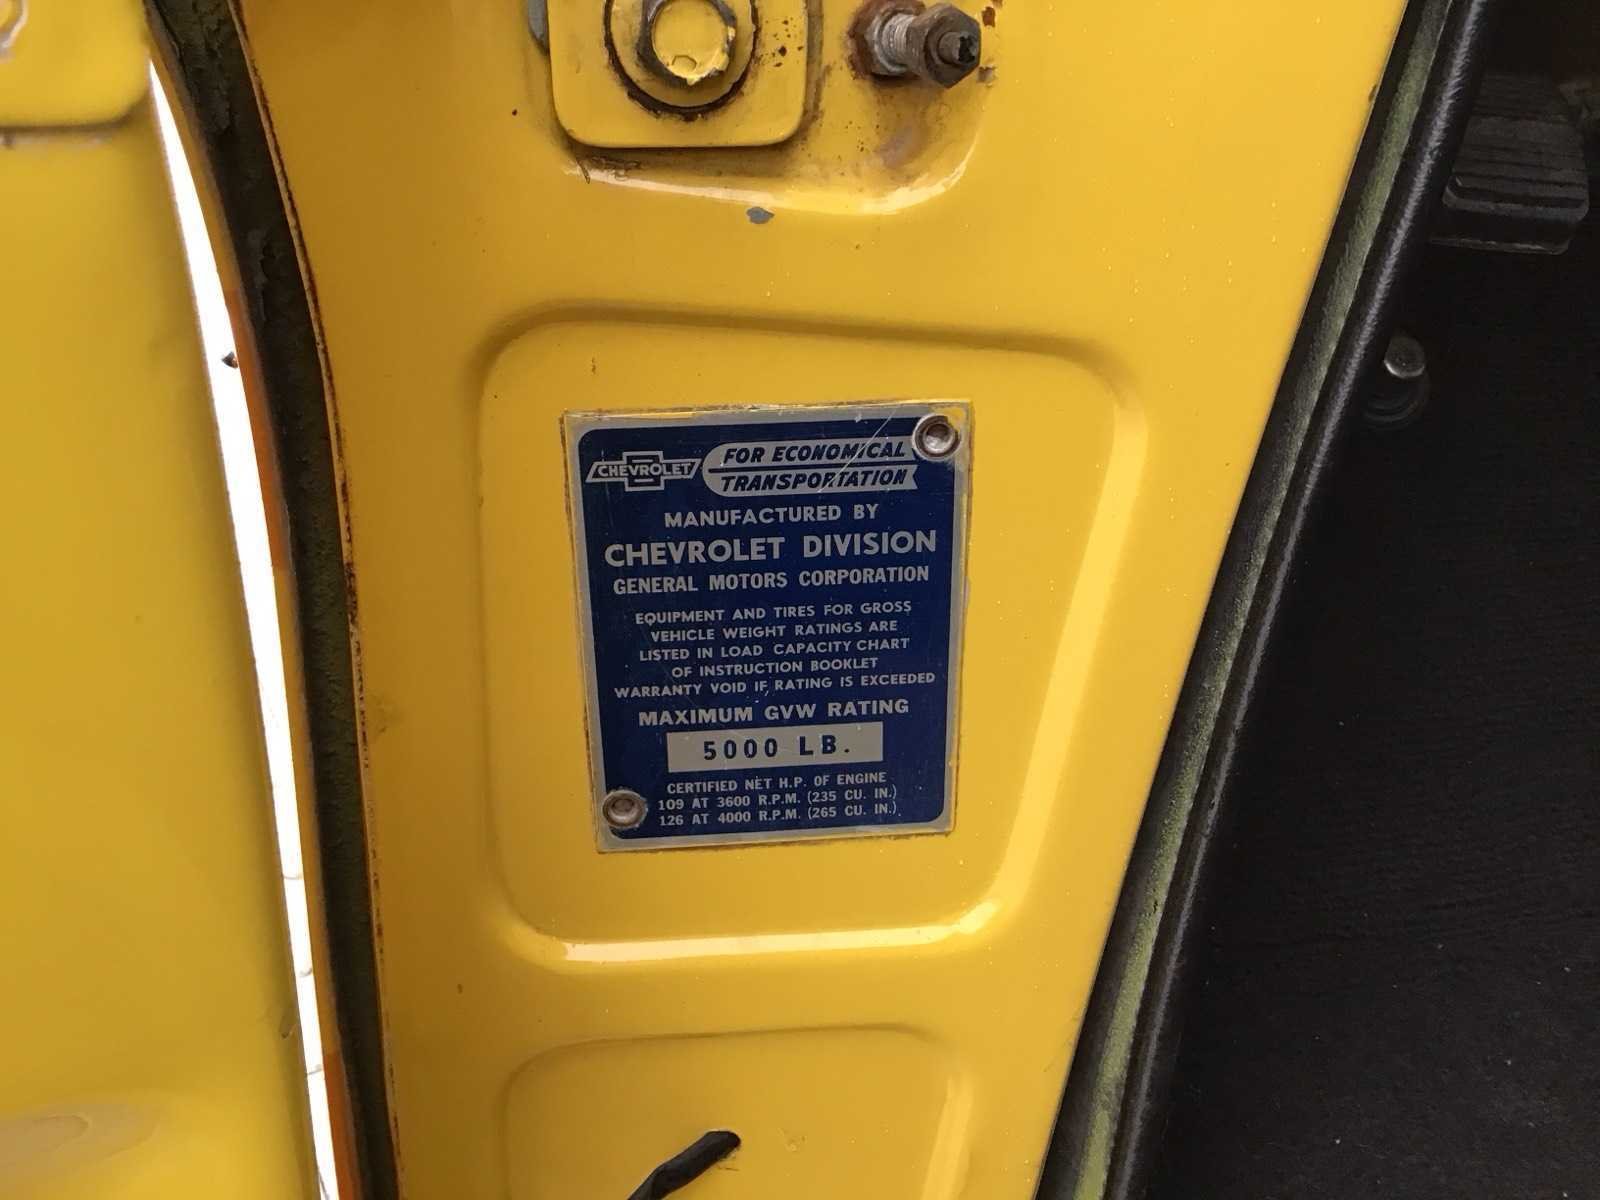 CHEVROLET
FOR ECONOMICAL
TRANSPORTATION
MANUFACTURED BY
CHEVROLET DIVISION
GENERAL MOTORS CORPORATION
EQUIPMENT AND TIRES FOR GROSS
VEHICLE WEIGHT RATINGS ARE
LISTED IN LOAD CAPACITY CHART
OF INSTRUCTION BOOKLET
WARRANTY VOID IF RATING IS EXCEEDED
MAXIMUM GVW RATING
5000 LB.
CERTIFIED NET H.P. OF ENGINE
109 AT 3600 R.P.M. (235 CU. IN.)
126 AT 4000 R.P.M. (265 CU. IN.)